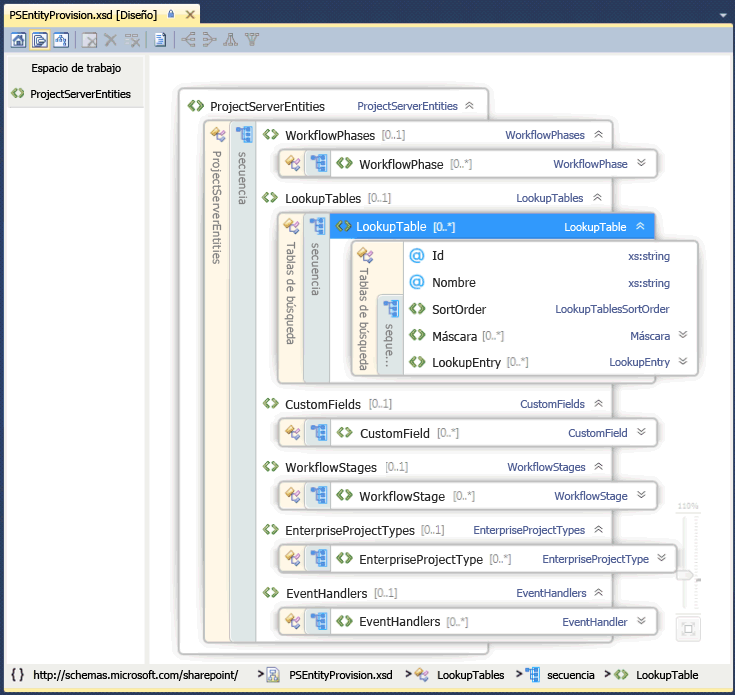 PSEntityProvision.xsd [Diseño]
Espacio de trabajo
ProjectServerEntities
ProjectServerEntities ProjectServerEntities
ProjectServerEntities
secuencia
WorkflowPhases [0..1] WorkflowPhases
WorkflowPhase [0..*] WorkflowPhase
LookupTables [0..1] LookupTables
Tablas de búsqueda
secuencia
LookupTable [0..*] LookupTable
Tablas de búsqueda
seque...
@ Id xs:string
@ Nombre xs:string
SortOrder LookupTablesSortOrder
Máscara [0..*] Máscara
LookupEntry [0..*] LookupEntry
CustomFields [0..1] CustomFields
CustomField [0..*] CustomField
WorkflowStages [0..1] WorkflowStages
WorkflowStage [0..*] WorkflowStage
110%
EnterpriseProjectTypes [0..1] EnterpriseProjectTypes
EnterpriseProjectType [0..*] EnterpriseProjectType
EventHandlers [0..1] EventHandlers
EventHandlers [0..*] EventHandler
{ } http://schemas.microsoft.com/sharepoint/ > PSEntityProvision.xsd > LookupTables > secuencia > LookupTable